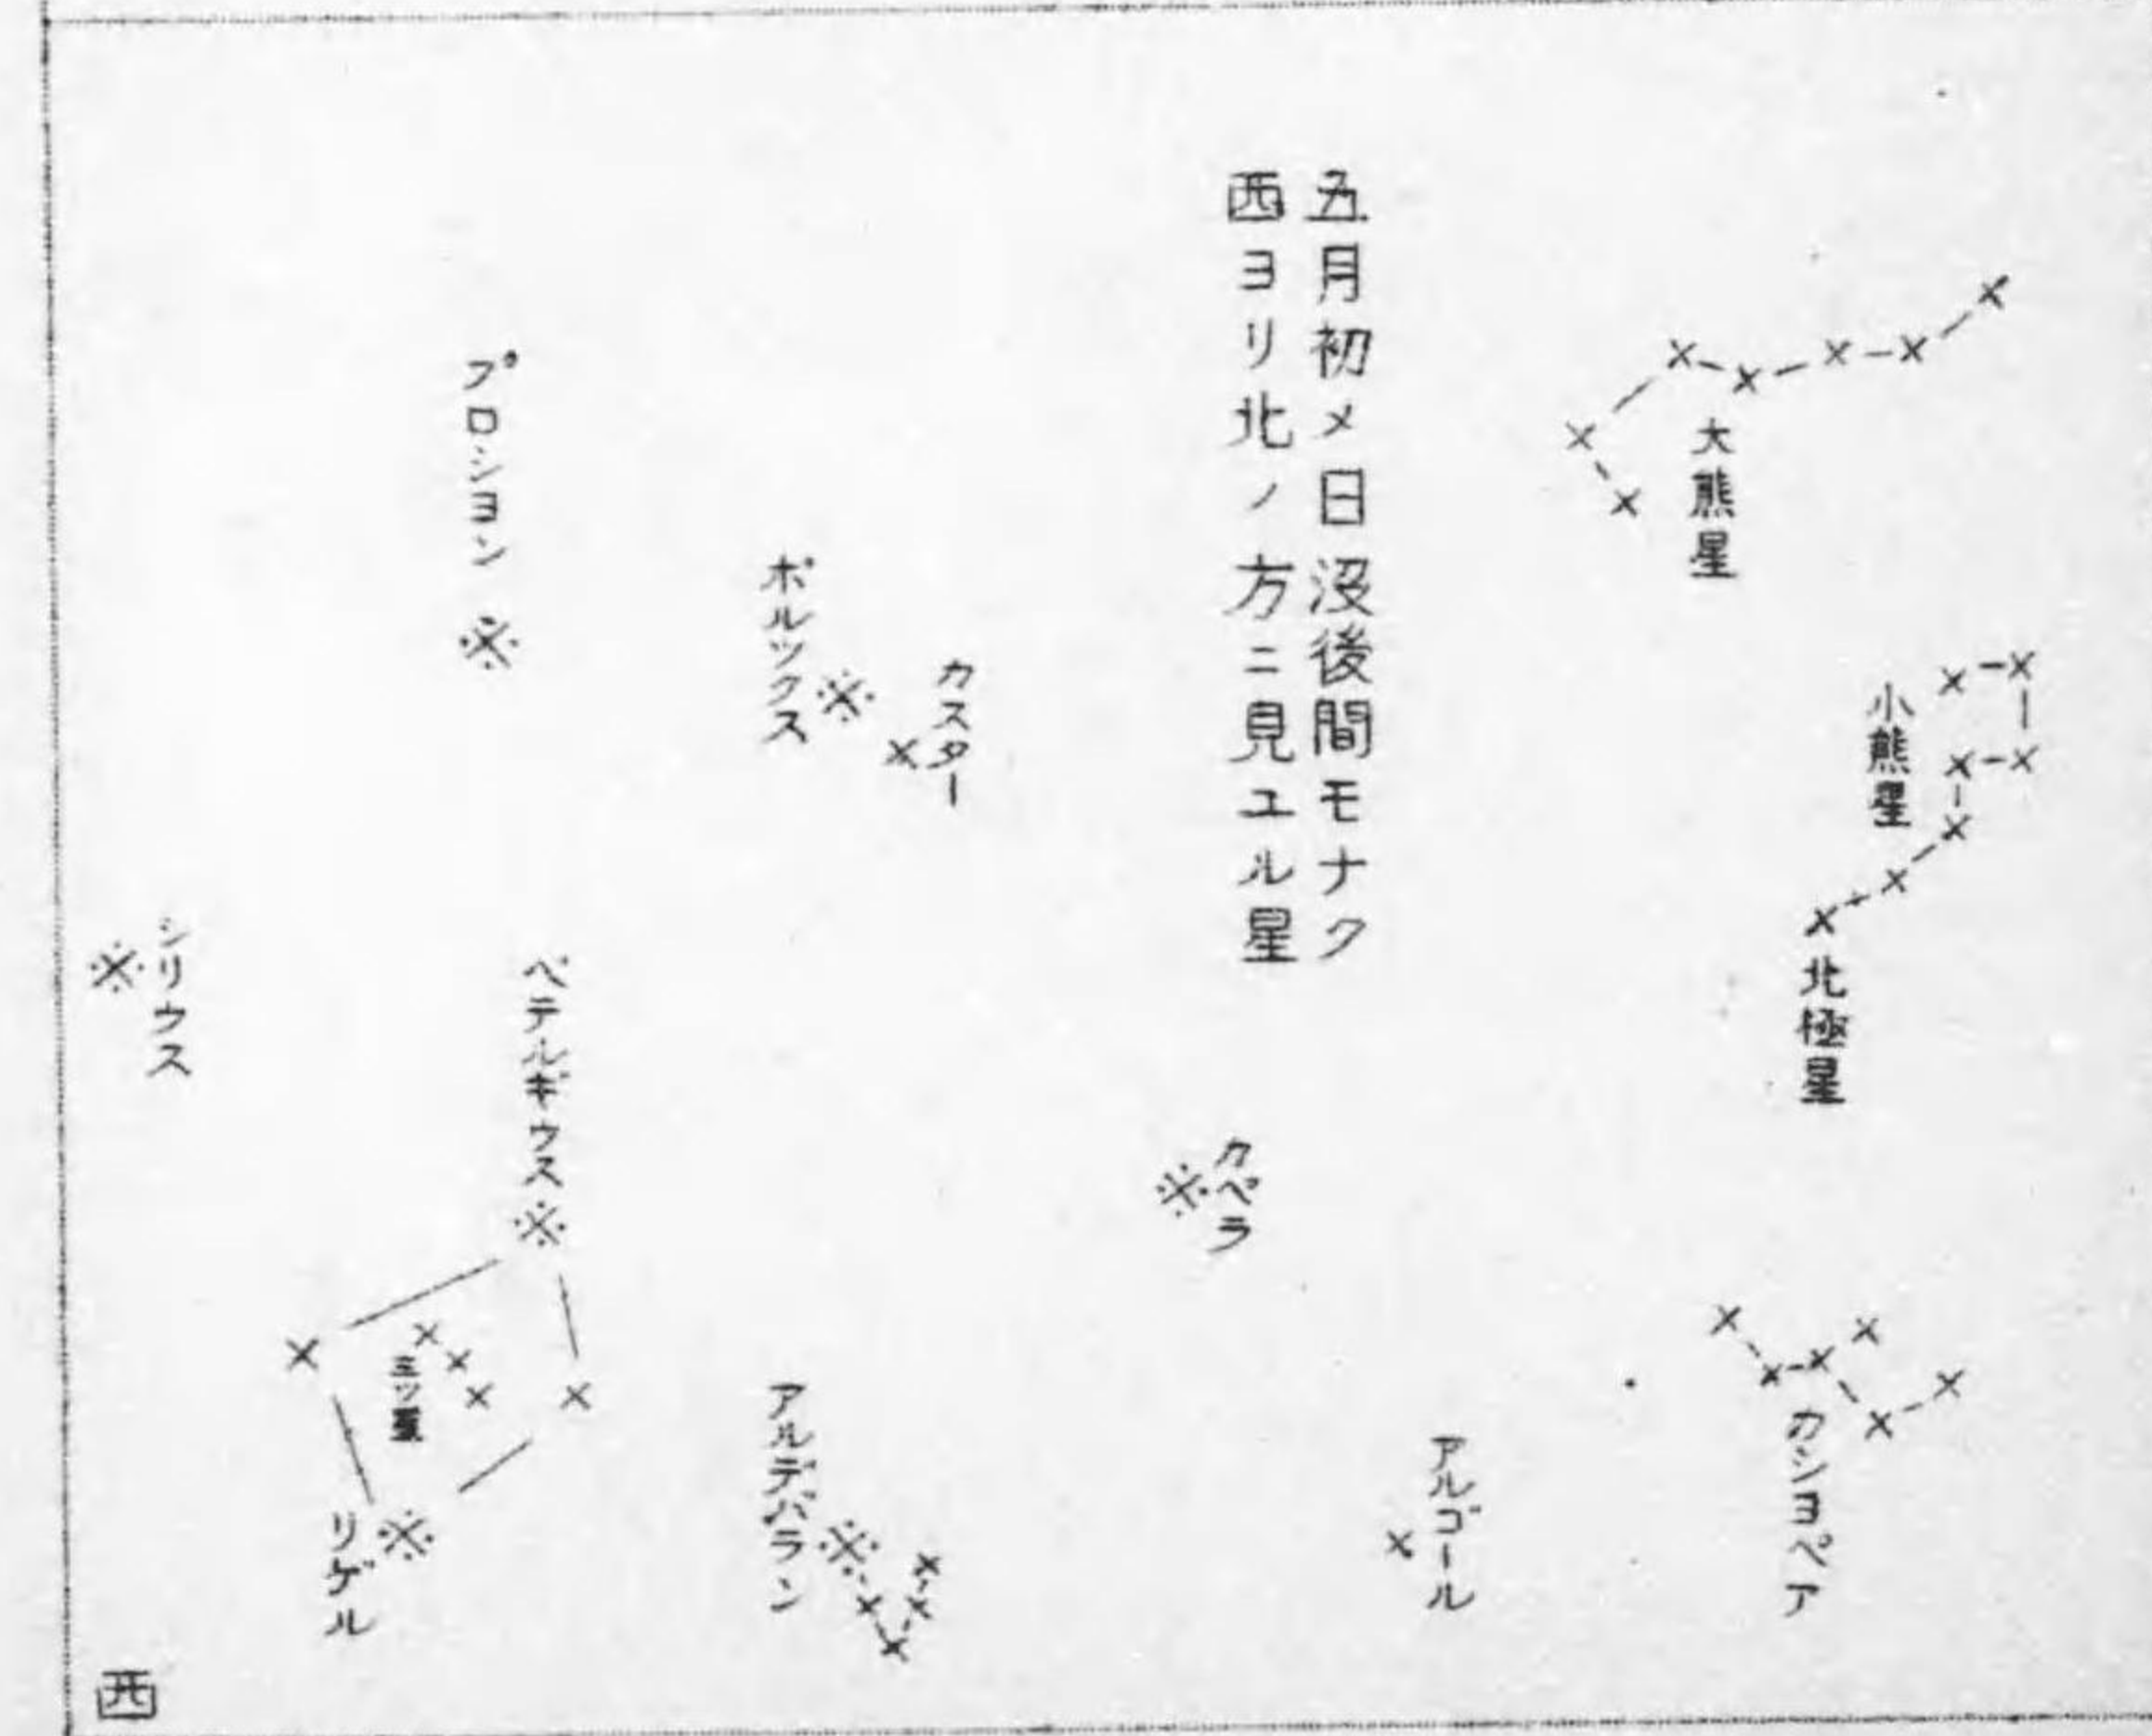 五月初メ日没後間モナク
西ヨリ北ノ方ニ見ユル星
大熊星
小熊星
北極星
カシヨペア
アルゴール
カペラ
カスター
ポルックス
アルデバラン
プロシヨン
ベテルギウス
三ツ星
リゲル
シリウス
西